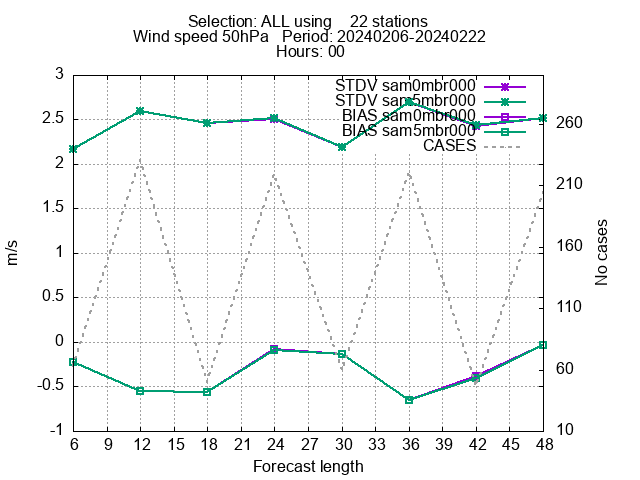 Selection: ALL using 22 stations
Wind speed 50hPa Period: 20240206-20240222
Hours: 00
STDV sam0mbr000
STDV sam5mbr000
BIAS sam0mbr000
BIAS sam5mbr000
CASES
3
2.5
2
1.5
1
0.5
0
-0.5
-1
m/s
260
210
160
110
60
10
No cases
6 9 12 15 18 21 24 27 30 33 36 39 42 45 48
Forecast length